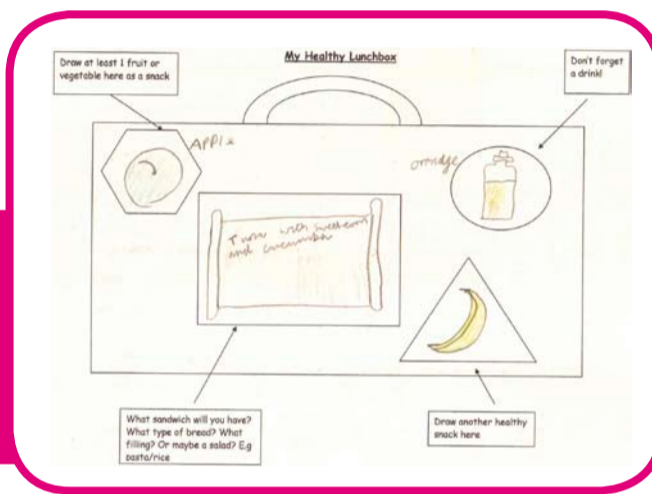 My Healthy Lunchbox
Draw at least 1 fruit or
vegetable here as a snack
Don't forget
a drink!
APPle
orandge
Tuna with sweetcorn
and cucumber
What sandwich will you have?
What type of bread? What
filling? Or maybe a salad? E.g
pasta/rice
Draw another healthy
snack here